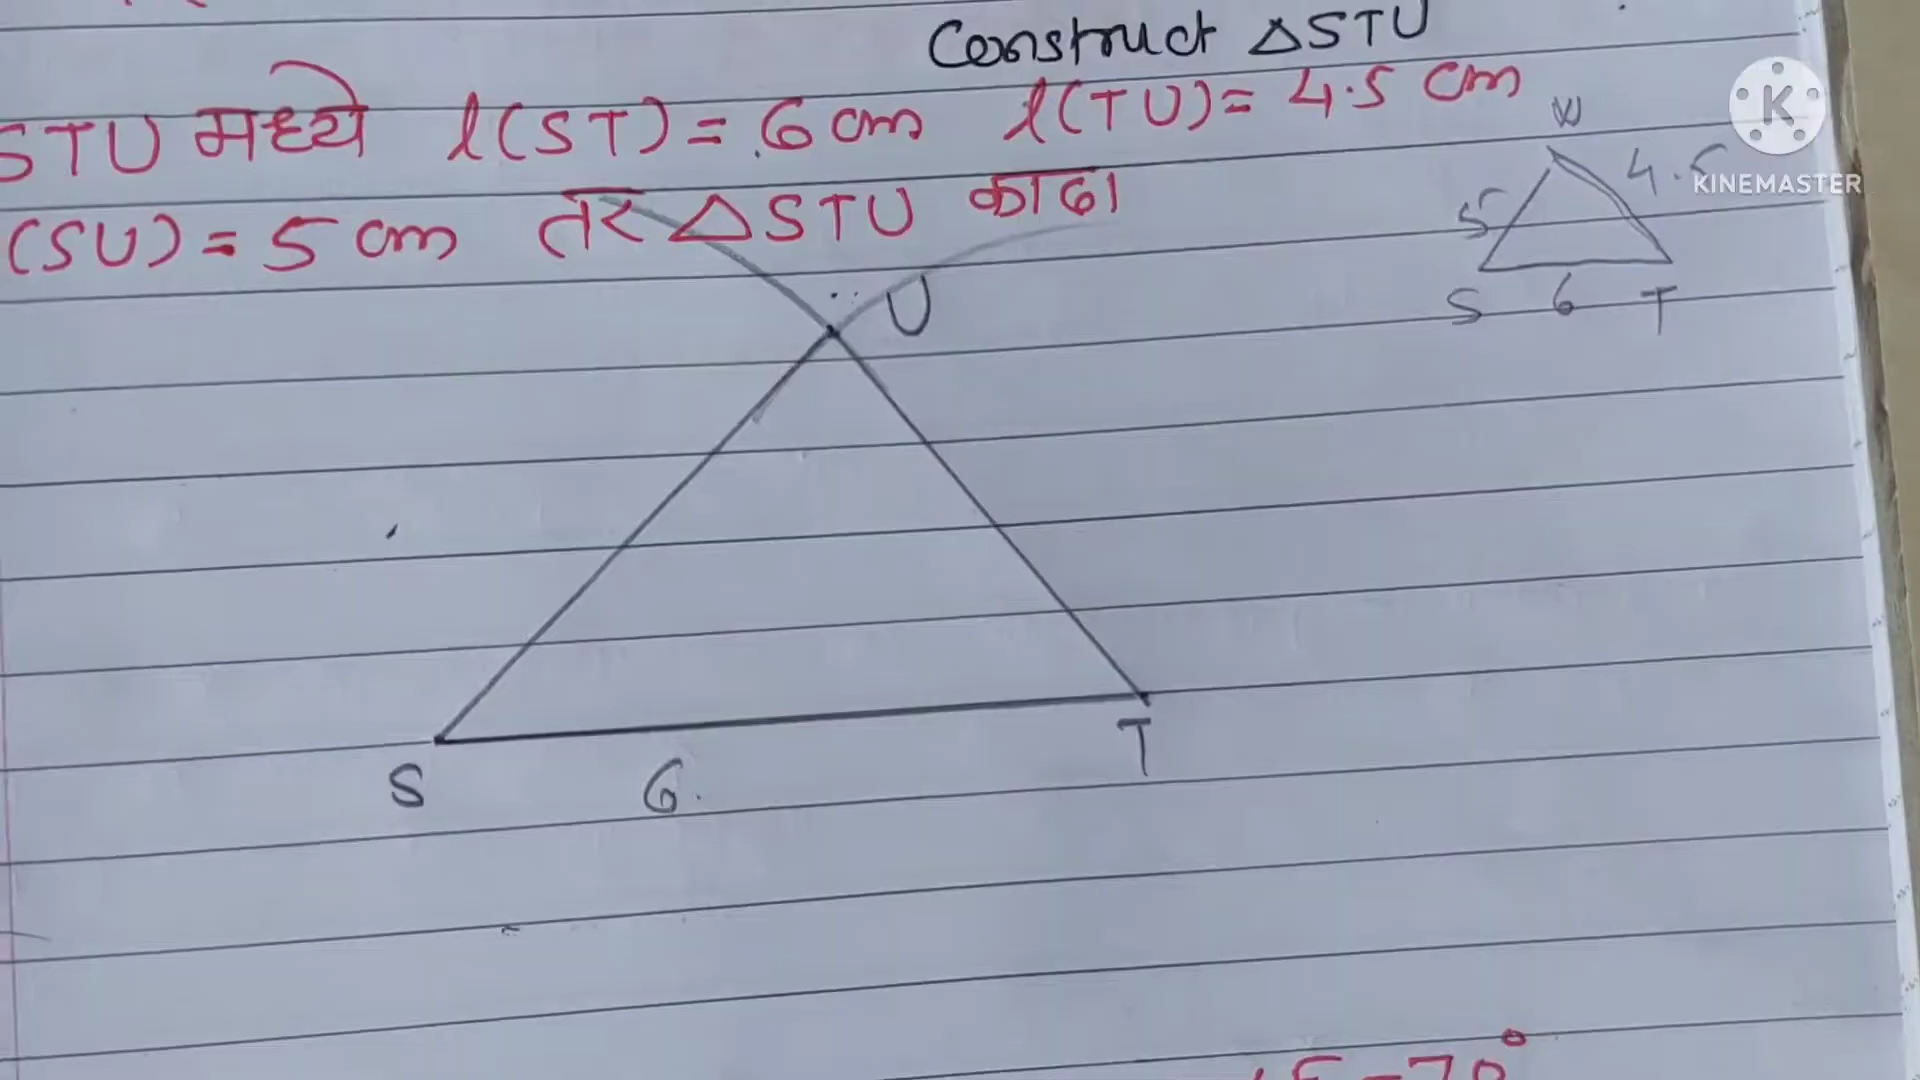 Construct △STU
STU मध्ये l(ST) = 6 cm l(TU) = 4.5 cm
(SU) = 5 cm तर △STU काढा
K
KINEMASTER
4.5
5
S 6 T
U
S 6. T
= 70°